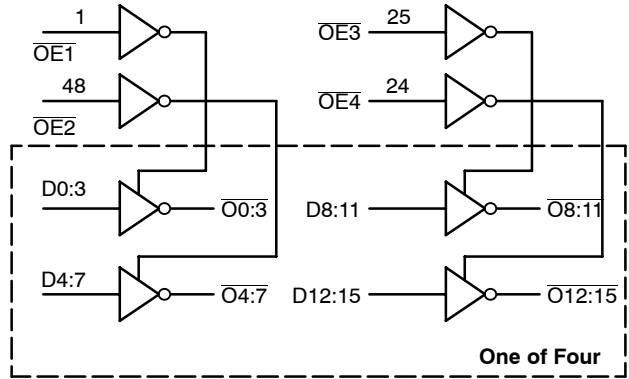 1
OE1
48
OE2
25
OE3
24
OE4
D0:3
O0:3
D4:7
O4:7
D8:11
O8:11
D12:15
O12:15
One of Four